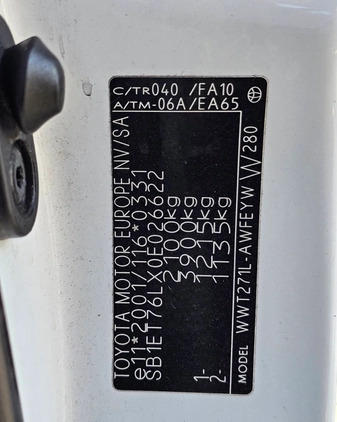 TOYOTA MOTOR EUROPE NV/SA
e11*2001/116*0331
SB1ET76LX0E026622
2100kg
3900kg
1- 1215kg
2- 1135kg
MODEL WWT271L-AWFEYW W280
C/TR040 /FA10
A/TM-06A/EA65